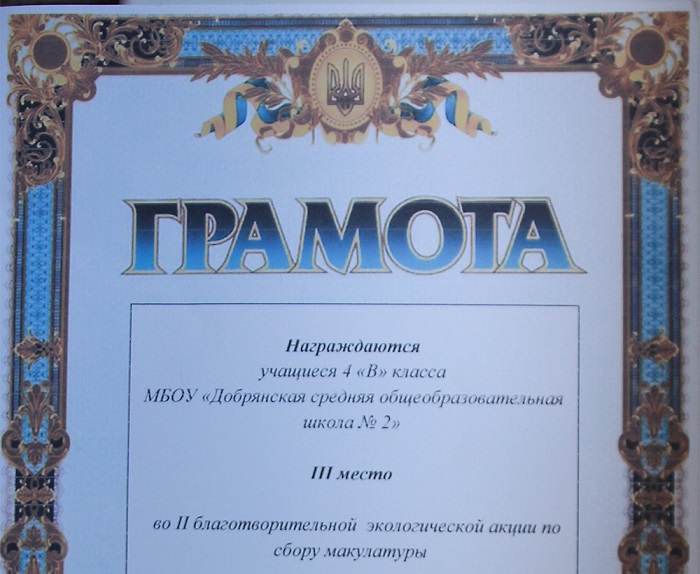 ГРАМОТА
Награждаются
учащиеся 4 «В» класса
МБОУ «Добрянская средняя общеобразовательная
школа № 2»
III место
во II благотворительной экологической акции по
сбору макулатуры